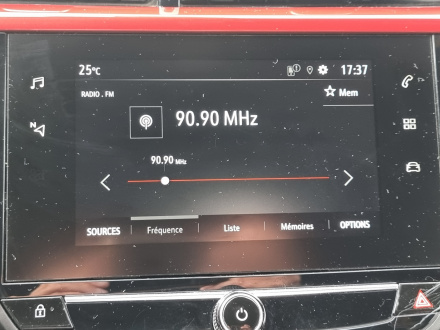 25°C 17:37
RADIO . FM Mem
N
90.90 MHz
90.90 MHz
SOURCES Fréquence Liste Mémoires OPTIONS